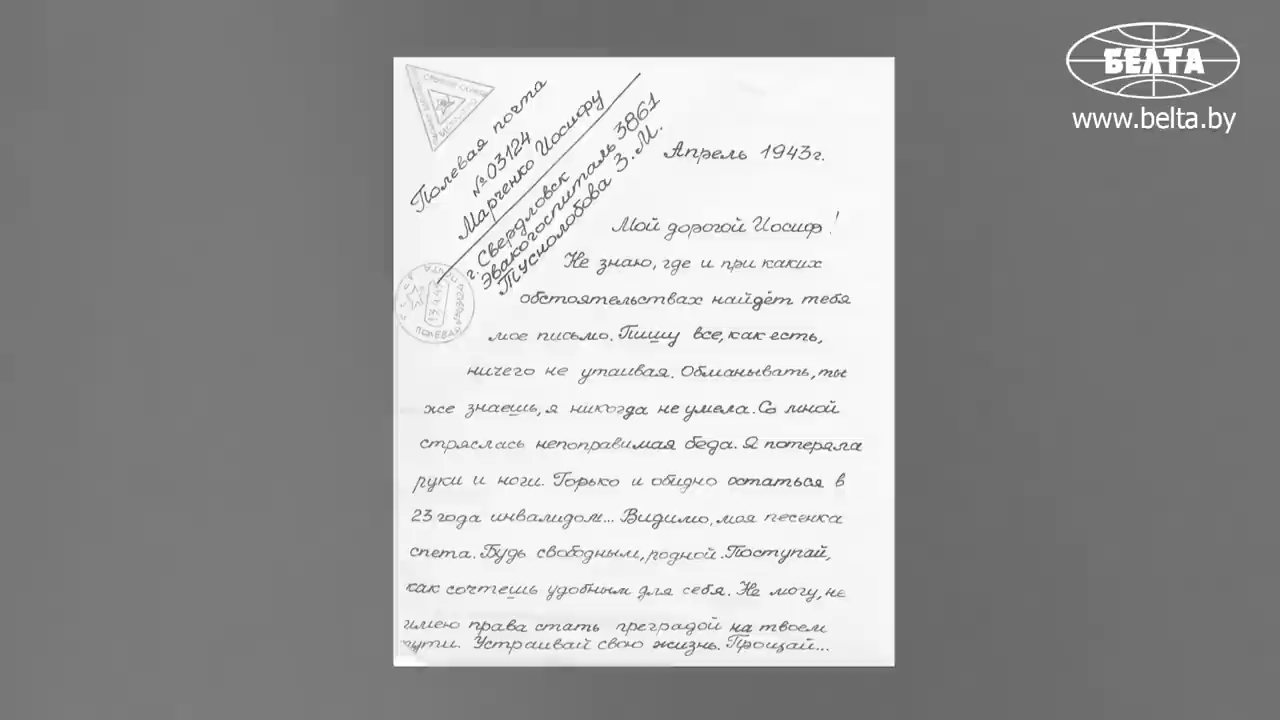 БЕЛТА
www.belta.by
Полевая почта
№03124
Марченко Иосифу
г. Свердловск
Эвакогоспиталь 3861
Туснолобова З.М.
Апрель 1943г.
Мой дорогой Иосиф!
Не знаю, где и при каких
обстоятельствах найдёт тебя
мое письмо. Пишу все, как есть,
ничего не утаивая. Обманывать, ты
же знаешь, я никогда не умела. Со мной
стряслась непоправимая беда. Я потеряла
руки и ноги. Горько и обидно остаться в
23 года инвалидом... Видимо, моя песенка
спета. Будь свободным, родной. Поступай,
как сочтешь удобным для себя. Не могу, не
имею права стать преградой на твоем
пути. Устраивай свою жизнь. Прощай...
ПОЛЕВАЯ №03124